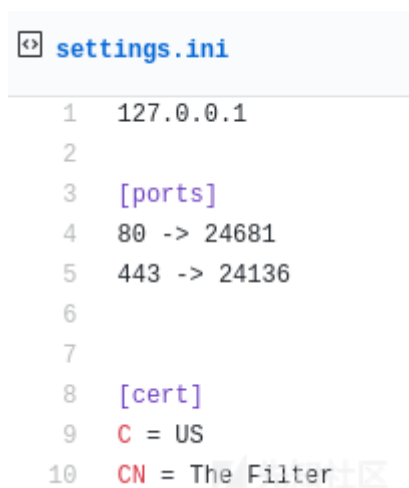 settings.ini
1 127.0.0.1
2
3 [ports]
4 80 -> 24681
5 443 -> 24136
6
7
8 [cert]
9 C = US
10 CN = The Filter